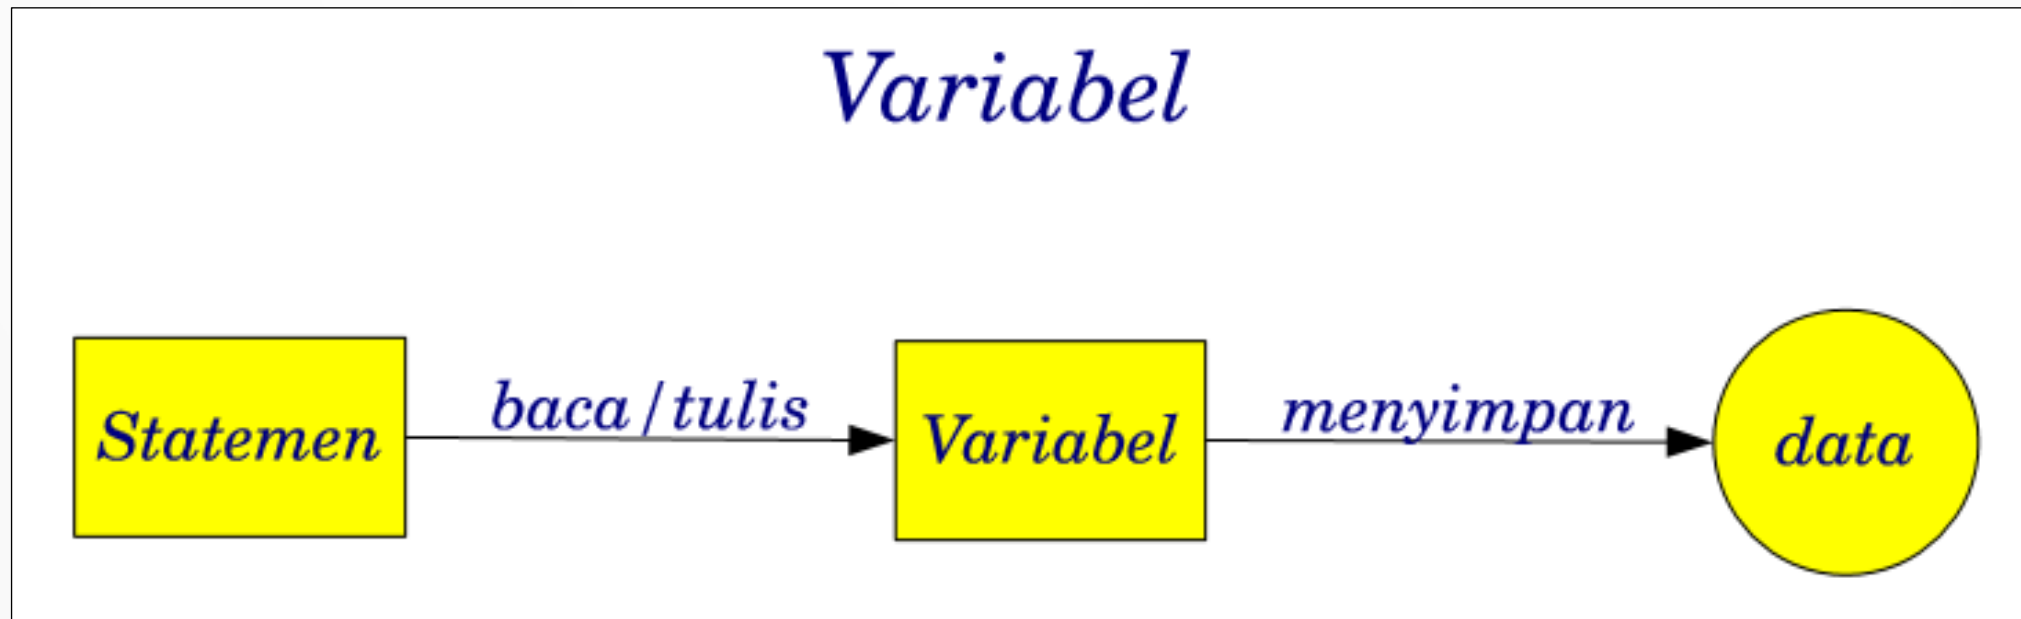 Variabel
Statemen
baca/tulis
Variabel
menyimpan
data